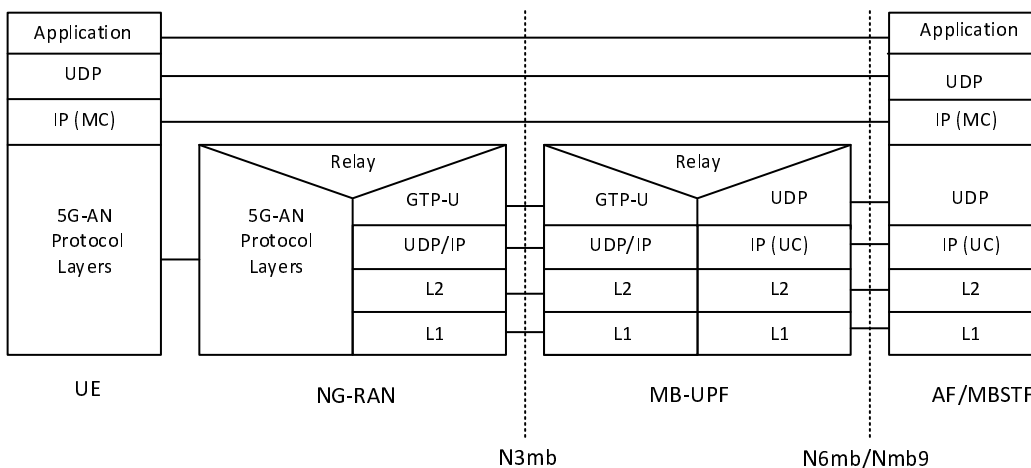 Application
UDP
IP (MC)
5G-AN
Protocol
Layers
UE
5G-AN
Protocol
Layers
Relay
GTP-U
UDP/IP
L2
L1
NG-RAN
N3mb
Relay
GTP-U
UDP/IP
L2
L1
UDP
IP (UC)
L2
L1
MB-UPF
N6mb/Nmb9
Application
UDP
IP (MC)
UDP
IP (UC)
L2
L1
AF/MBSTF